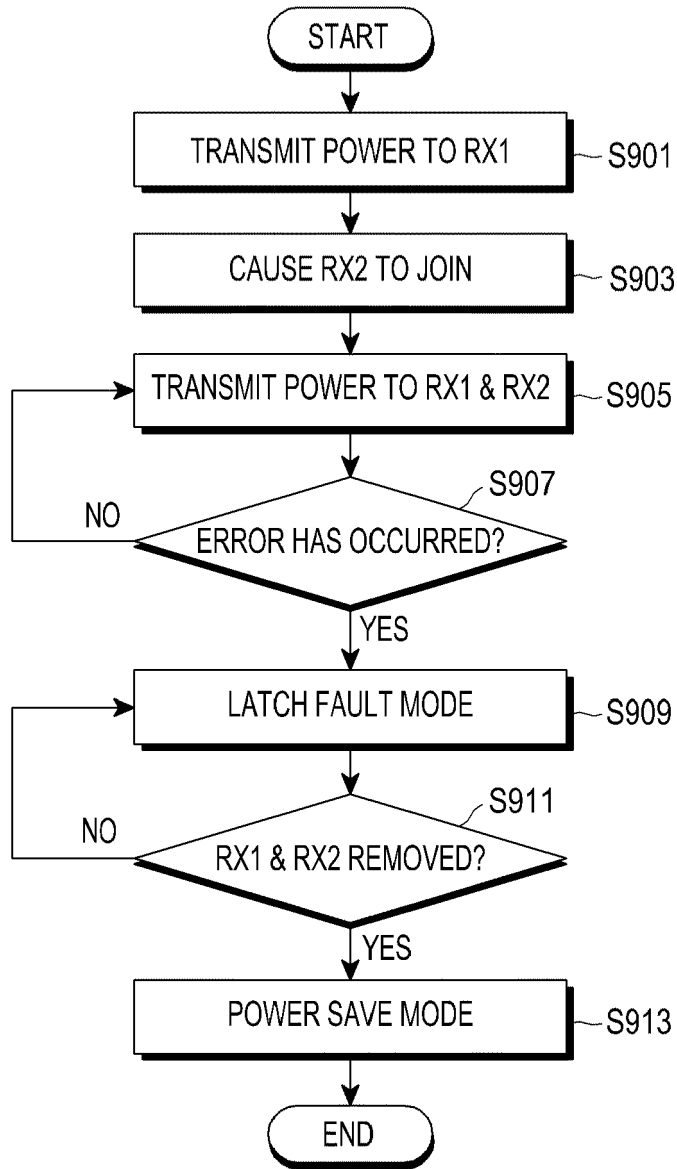 START
TRANSMIT POWER TO RX1
S901
CAUSE RX2 TO JOIN
S903
TRANSMIT POWER TO RX1 & RX2
S905
S907
NO
ERROR HAS OCCURRED?
YES
LATCH FAULT MODE
S909
S911
NO
RX1 & RX2 REMOVED?
YES
POWER SAVE MODE
S913
END